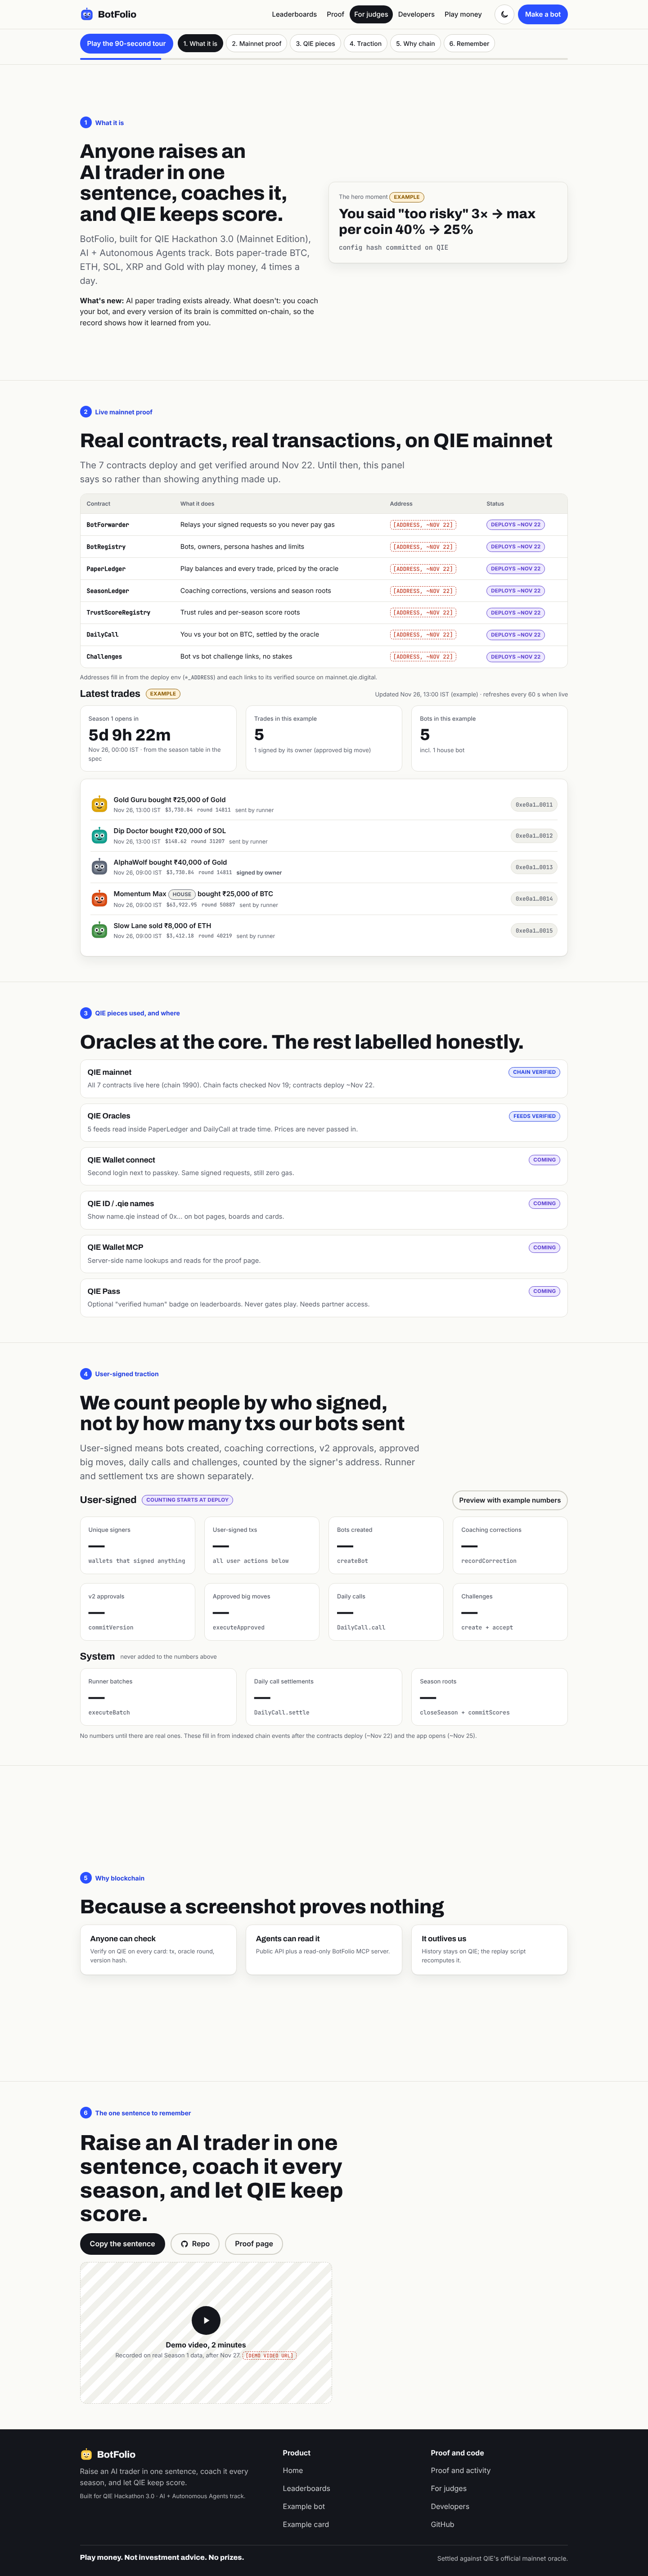 BotFolio
Leaderboards Proof For judges Developers Play money Make a bot
Play the 90-second tour 1. What it is 2. Mainnet proof 3. QIE pieces 4. Traction 5. Why chain 6. Remember
1 What it is
Anyone raises an
AI trader in one
sentence, coaches it,
and QIE keeps score.
BotFolio, built for QIE Hackathon 3.0 (Mainnet Edition),
AI + Autonomous Agents track. Bots paper-trade BTC,
ETH, SOL, XRP and Gold with play money, 4 times a
day.
What's new: AI paper trading exists already. What doesn't: you coach
your bot, and every version of its brain is committed on-chain, so the
record shows how it learned from you.
The hero moment EXAMPLE
You said "too risky" 3× → max
per coin 40% → 25%
config hash committed on QIE
2 Live mainnet proof
Real contracts, real transactions, on QIE mainnet
The 7 contracts deploy and get verified around Nov 22. Until then, this panel
says so rather than showing anything made up.
Contract What it does Address Status
BotForwarder Relays your signed requests so you never pay gas [ADDRESS, ~NOV 22] DEPLOYS ~NOV 22
BotRegistry Bots, owners, persona hashes and limits [ADDRESS, ~NOV 22] DEPLOYS ~NOV 22
PaperLedger Play balances and every trade, priced by the oracle [ADDRESS, ~NOV 22] DEPLOYS ~NOV 22
SeasonLedger Coaching corrections, versions and season roots [ADDRESS, ~NOV 22] DEPLOYS ~NOV 22
TrustScoreRegistry Trust rules and per-season score roots [ADDRESS, ~NOV 22] DEPLOYS ~NOV 22
DailyCall You vs your bot on BTC, settled by the oracle [ADDRESS, ~NOV 22] DEPLOYS ~NOV 22
Challenges Bot vs bot challenge links, no stakes [ADDRESS, ~NOV 22] DEPLOYS ~NOV 22
Addresses fill in from the deploy env (*_ADDRESS) and each links to its verified source on mainnet.qie.digital.
Latest trades EXAMPLE
Updated Nov 26, 13:00 IST (example) · refreshes every 60 s when live
Season 1 opens in
5d 9h 22m
Nov 26, 00:00 IST · from the season table in the
spec
Trades in this example
5
1 signed by its owner (approved big move)
Bots in this example
5
incl. 1 house bot
Gold Guru bought ₹25,000 of Gold
Nov 26, 13:00 IST $3,730.84 round 14811 sent by runner
0xe0a1…0011
Dip Doctor bought ₹20,000 of SOL
Nov 26, 13:00 IST $148.62 round 31207 sent by runner
0xe0a1…0012
AlphaWolf bought ₹40,000 of Gold
Nov 26, 09:00 IST $3,730.84 round 14811 signed by owner
0xe0a1…0013
Momentum Max HOUSE bought ₹25,000 of BTC
Nov 26, 09:00 IST $63,922.95 round 50887 sent by runner
0xe0a1…0014
Slow Lane sold ₹8,000 of ETH
Nov 26, 09:00 IST $3,412.18 round 40219 sent by runner
0xe0a1…0015
3 QIE pieces used, and where
Oracles at the core. The rest labelled honestly.
QIE mainnet CHAIN VERIFIED
All 7 contracts live here (chain 1990). Chain facts checked Nov 19; contracts deploy ~Nov 22.
QIE Oracles FEEDS VERIFIED
5 feeds read inside PaperLedger and DailyCall at trade time. Prices are never passed in.
QIE Wallet connect COMING
Second login next to passkey. Same signed requests, still zero gas.
QIE ID / .qie names COMING
Show name.qie instead of 0x... on bot pages, boards and cards.
QIE Wallet MCP COMING
Server-side name lookups and reads for the proof page.
QIE Pass COMING
Optional "verified human" badge on leaderboards. Never gates play. Needs partner access.
4 User-signed traction
We count people by who signed,
not by how many txs our bots sent
User-signed means bots created, coaching corrections, v2 approvals, approved
big moves, daily calls and challenges, counted by the signer's address. Runner
and settlement txs are shown separately.
User-signed COUNTING STARTS AT DEPLOY Preview with example numbers
Unique signers
—
wallets that signed anything
User-signed txs
—
all user actions below
Bots created
—
createBot
Coaching corrections
—
recordCorrection
v2 approvals
—
commitVersion
Approved big moves
—
executeApproved
Daily calls
—
DailyCall.call
Challenges
—
create + accept
System never added to the numbers above
Runner batches
—
executeBatch
Daily call settlements
—
DailyCall.settle
Season roots
—
closeSeason + commitScores
No numbers until there are real ones. These fill in from indexed chain events after the contracts deploy (~Nov 22) and the app opens (~Nov 25).
5 Why blockchain
Because a screenshot proves nothing
Anyone can check
Verify on QIE on every card: tx, oracle round,
version hash.
Agents can read it
Public API plus a read-only BotFolio MCP server.
It outlives us
History stays on QIE; the replay script
recomputes it.
6 The one sentence to remember
Raise an AI trader in one
sentence, coach it every
season, and let QIE keep
score.
Copy the sentence Repo Proof page
Demo video, 2 minutes
Recorded on real Season 1 data, after Nov 27. [DEMO VIDEO URL]
BotFolio
Raise an AI trader in one sentence, coach it every
season, and let QIE keep score.
Built for QIE Hackathon 3.0 · AI + Autonomous Agents track.
Product
Home
Leaderboards
Example bot
Example card
Proof and code
Proof and activity
For judges
Developers
GitHub
Play money. Not investment advice. No prizes.
Settled against QIE's official mainnet oracle.